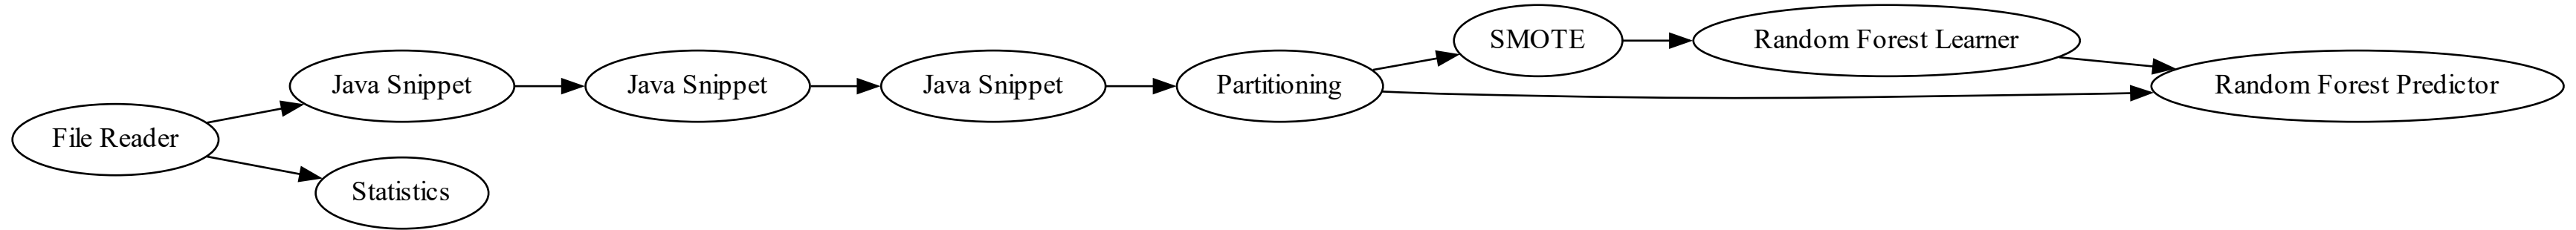 File Reader
Java Snippet
Java Snippet
Java Snippet
Partitioning
SMOTE
Random Forest Learner
Random Forest Predictor
Statistics